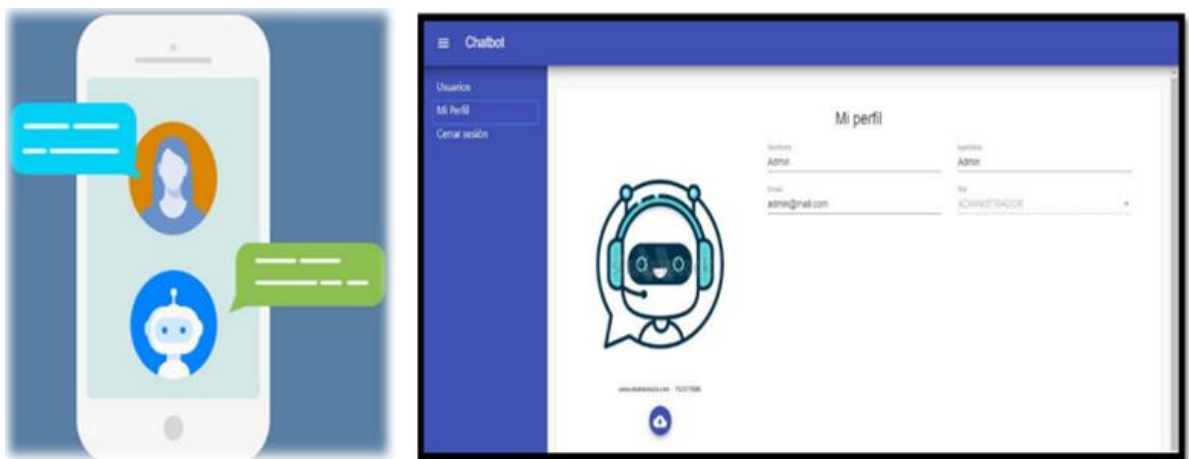 Chatbot
Usuarios
Mi Perfil
Cerrar sesión
Mi perfil
Nombre
Admin
Apellidos
Admin
Email
admin@mail.com
Rol
ADMINISTRADOR